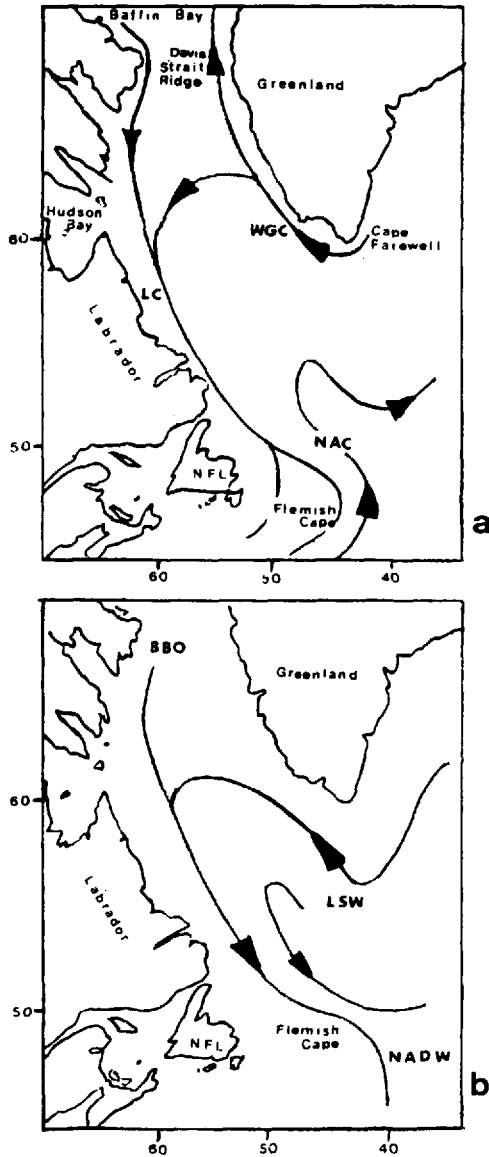 Baffin Bay
Davis
Strait
Ridge
Greenland
Hudson
Bay
60
WGC
Cape
Farewell
LC
Labrador
50
NAC
NFL
Flemish
Cape
a
60
50
40
BBO
Greenland
60
Labrador
LSW
50
Flemish
Cape
NFL
NADW
b
60
50
40